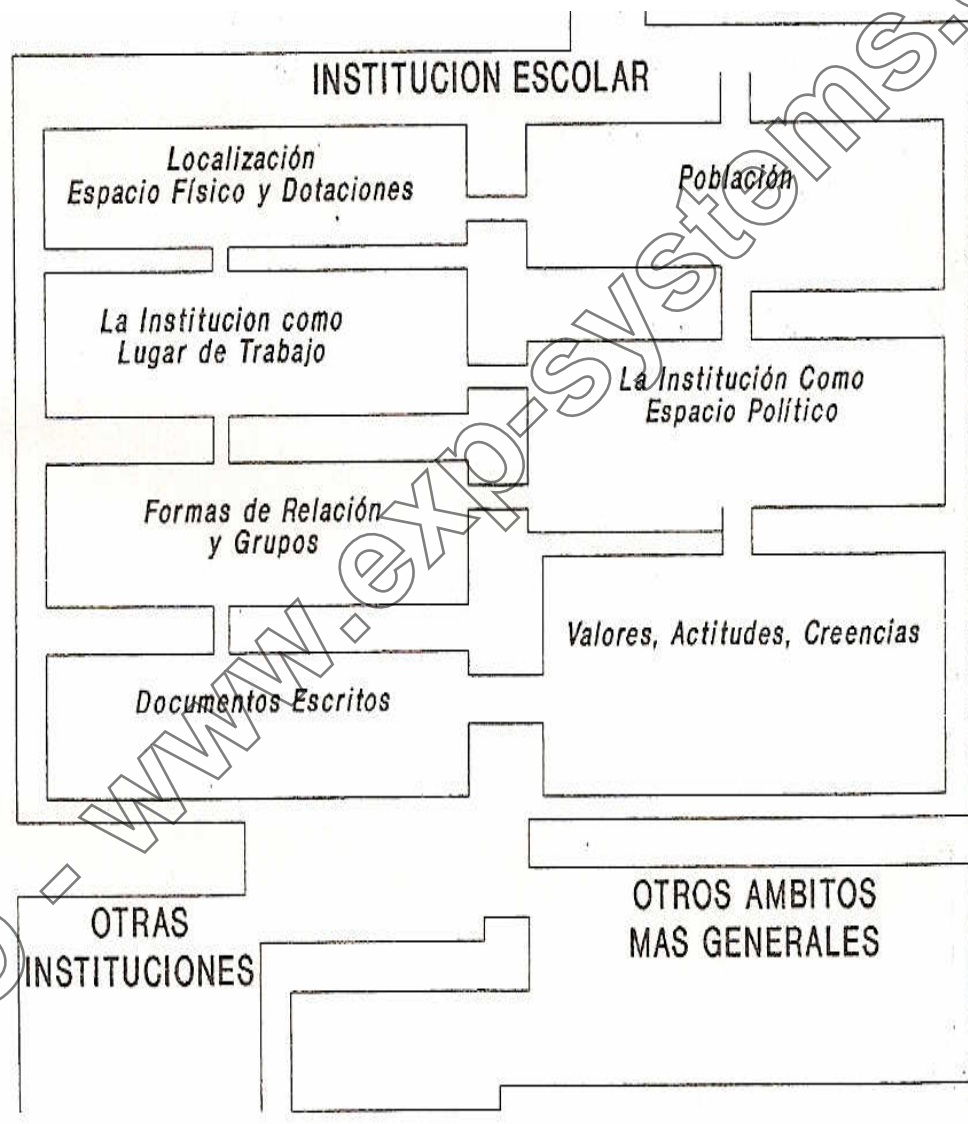 INSTITUCION ESCOLAR
Localización
Espacio Físico y Dotaciones
Población
La Institucion como
Lugar de Trabajo
La Institución Como
Espacio Político
Formas de Relación
y Grupos
Valores, Actitudes, Creencias
Documentos Escritos
OTRAS
INSTITUCIONES
OTROS AMBITOS
MAS GENERALES
- www.exp-systems.